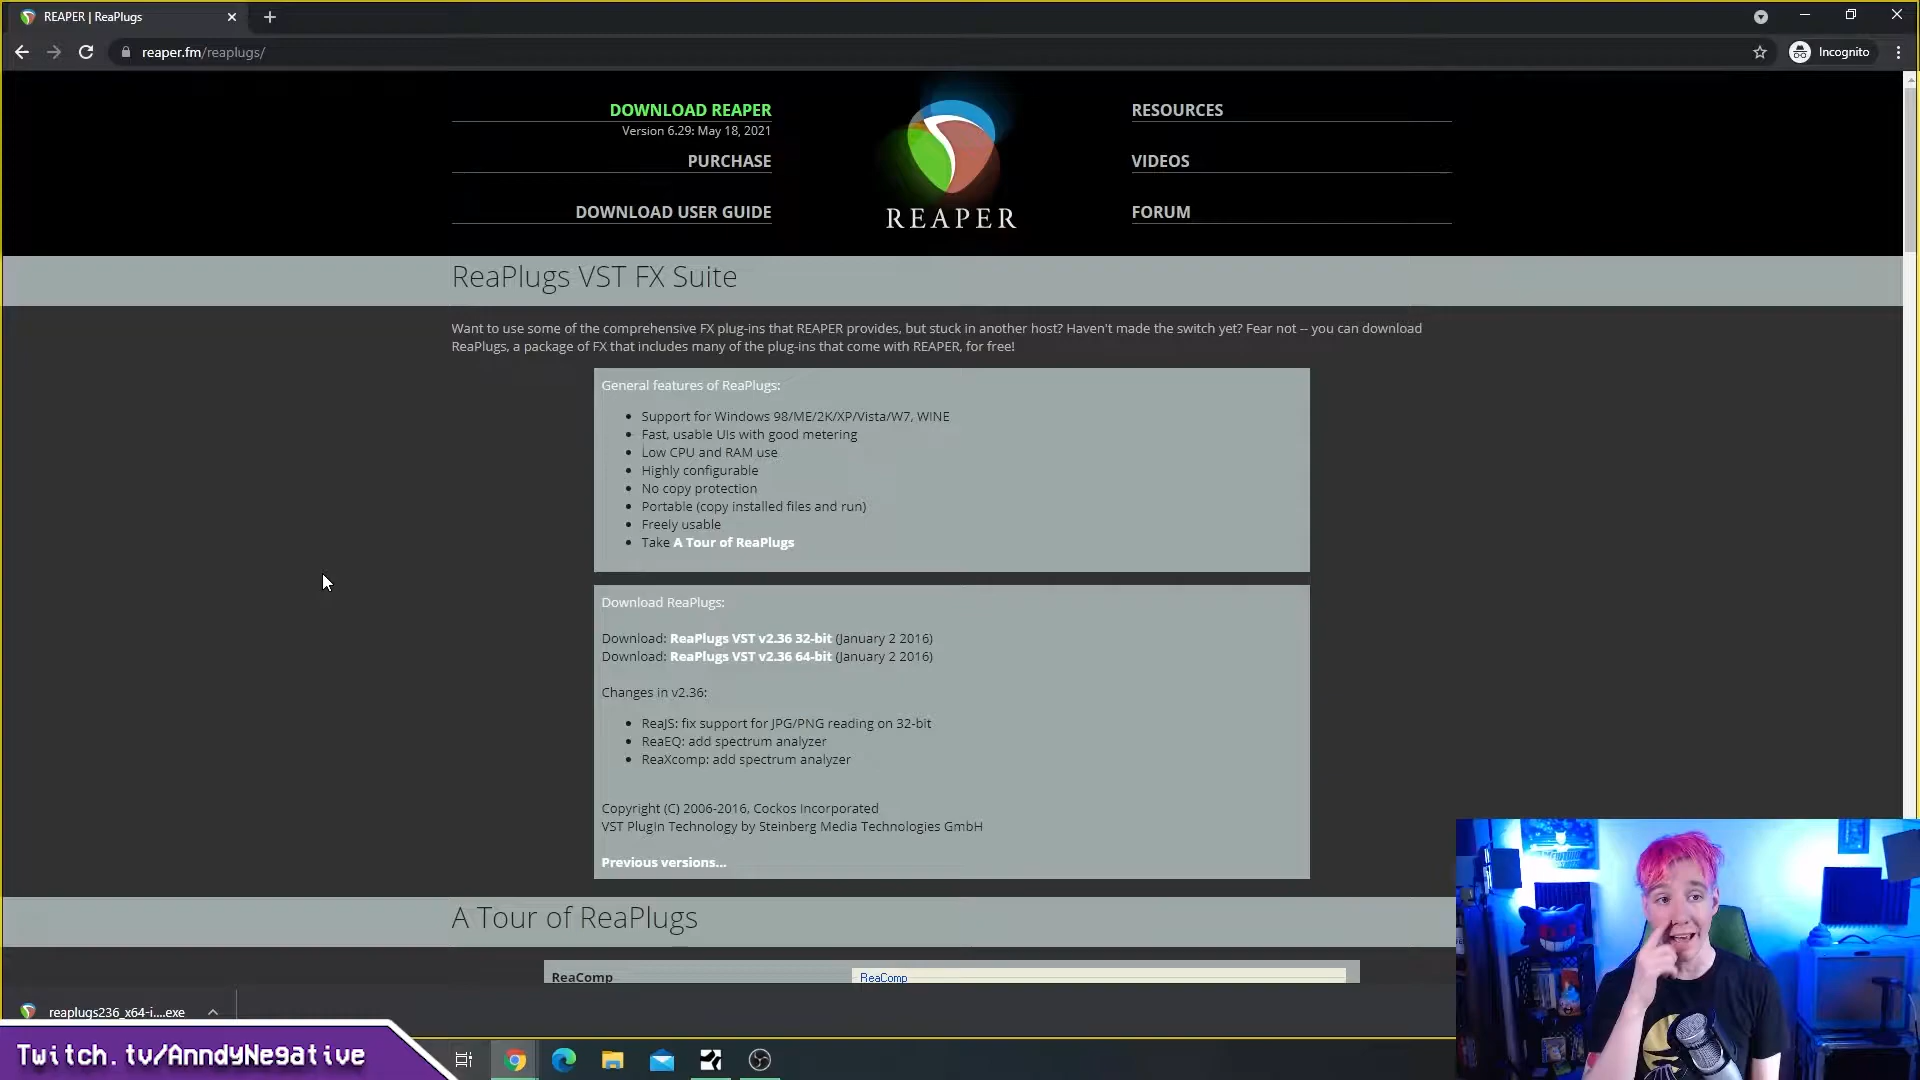 REAPER | ReaPlugs
reaper.fm/reaplugs/
Incognito
DOWNLOAD REAPER
Version 6.29: May 18, 2021
PURCHASE
DOWNLOAD USER GUIDE
REAPER
RESOURCES
VIDEOS
FORUM
ReaPlugs VST FX Suite
Want to use some of the comprehensive FX plug-ins that REAPER provides, but stuck in another host? Haven't made the switch yet? Fear not -- you can download
ReaPlugs, a package of FX that includes many of the plug-ins that come with REAPER, for free!
General features of ReaPlugs:
Support for Windows 98/ME/2K/XP/Vista/W7, WINE
Fast, usable UIs with good metering
Low CPU and RAM use
Highly configurable
No copy protection
Portable (copy installed files and run)
Freely usable
Take A Tour of ReaPlugs
Download ReaPlugs:
Download: ReaPlugs VST v2.36 32-bit (January 2 2016)
Download: ReaPlugs VST v2.36 64-bit (January 2 2016)
Changes in v2.36:
ReaJS: fix support for JPG/PNG reading on 32-bit
ReaEQ: add spectrum analyzer
ReaXcomp: add spectrum analyzer
Copyright (C) 2006-2016, Cockos Incorporated
VST PlugIn Technology by Steinberg Media Technologies GmbH
Previous versions...
A Tour of ReaPlugs
ReaComp
ReaComp
reaplugs236_x64-i....exe
Twitch.tv/AnndyNegative